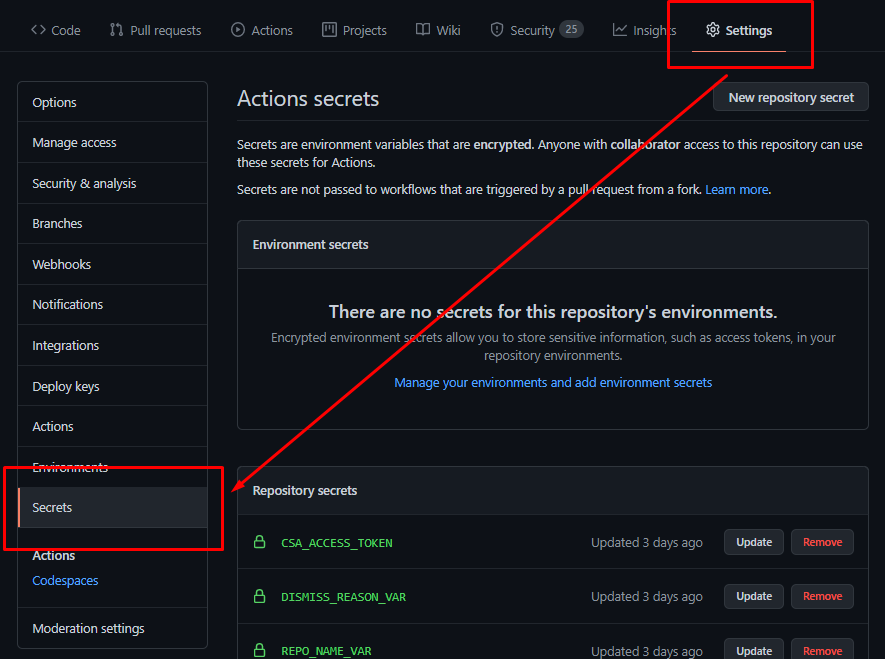 Code Pull requests Actions Projects Wiki Security 25 Insights Settings
Options
Manage access
Security & analysis
Branches
Webhooks
Notifications
Integrations
Deploy keys
Actions
Environments
Secrets
Actions
Codespaces
Moderation settings
Actions secrets
New repository secret
Secrets are environment variables that are encrypted. Anyone with collaborator access to this repository can use
these secrets for Actions.
Secrets are not passed to workflows that are triggered by a pull request from a fork. Learn more.
Environment secrets
There are no secrets for this repository's environments.
Encrypted environment secrets allow you to store sensitive information, such as access tokens, in your
repository environments.
Manage your environments and add environment secrets
Repository secrets
CSA_ACCESS_TOKEN Updated 3 days ago Update Remove
DISMISS_REASON_VAR Updated 3 days ago Update Remove
REPO_NAME_VAR Updated 3 days ago Update Remove